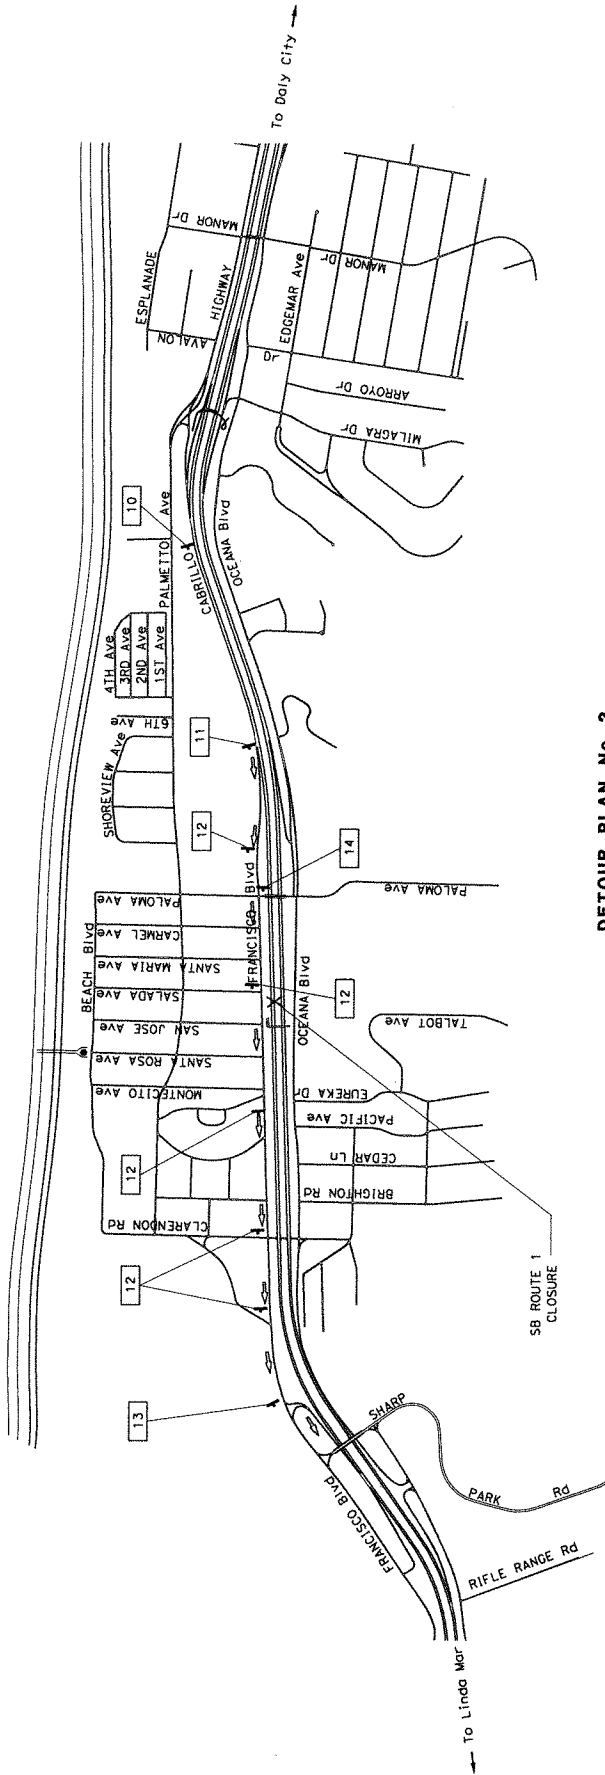 To Daly City
ESPLANADE
MANOR Dr
AVALON
HIGHWAY
EDGEMAR Ave
MANOR Dr
Dr
ARROYO Dr
MILAGRA Dr
10
PALMETTO Ave
CABRILLO
OCEANA Blvd
4TH Ave
3RD Ave
2ND Ave
1ST Ave
6TH Ave
SHOREVIEW Ave
11
12
14
BEACH Blvd
PALOMA Ave
PALOMA Ave
CARMEL Ave
SANTA MARIA Ave
SALADA Ave
SAN JOSE Ave
SANTA ROSA Ave
MONTECITO Ave
FRANCISCO Blvd
12
OCEANA Blvd
TALBOT Ave
EUREKA Dr
PACIFIC Ave
CEDAR Ln
BRIGHTON Rd
12
CLARENDON Rd
12
13
SB ROUTE 1
CLOSURE
SHARP
PARK
Rd
FRANCISCO Blvd
RIFLE RANGE Rd
To Linda Mar